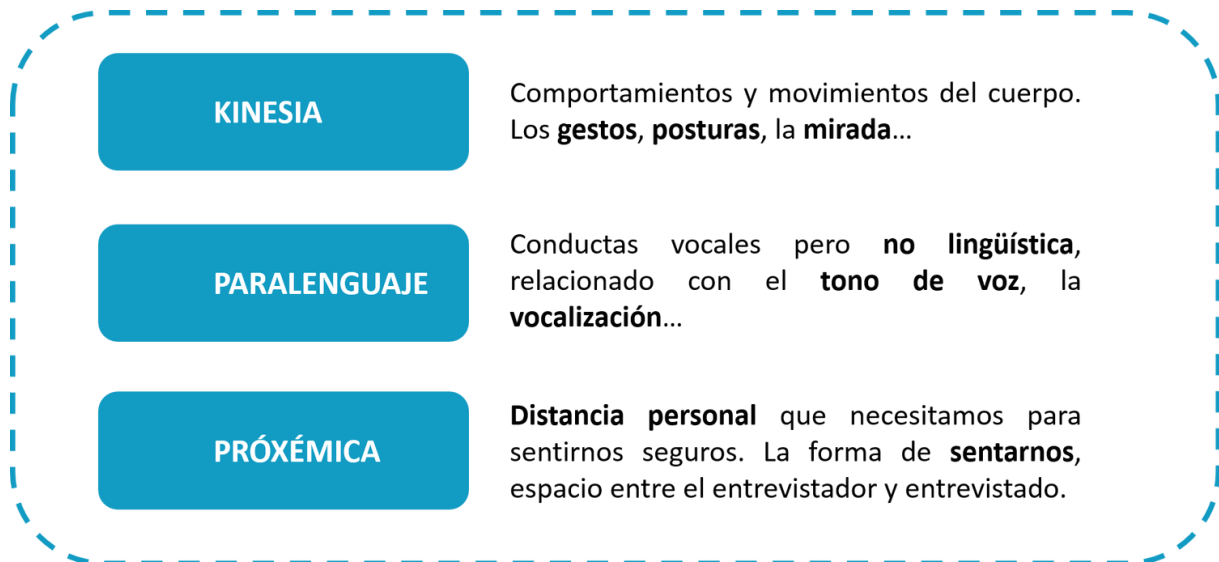 KINESIA
Comportamientos y movimientos del cuerpo.
Los gestos, posturas, la mirada...
PARALENGUAJE
Conductas vocales pero no lingüística,
relacionado con el tono de voz, la
vocalización...
PRÓXÉMICA
Distancia personal que necesitamos para
sentirnos seguros. La forma de sentarnos,
espacio entre el entrevistador y entrevistado.